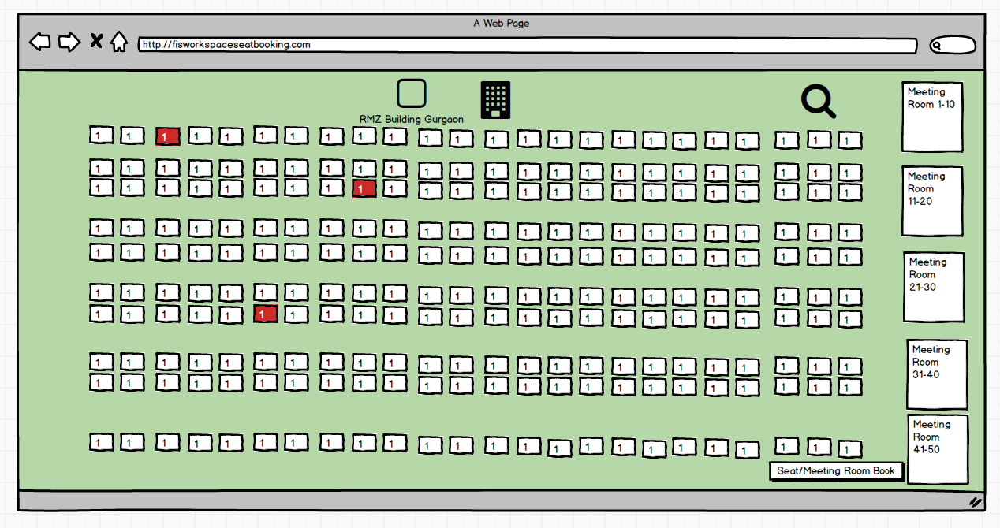 A Web Page
http://fisworkspaceseatbooking.com
RMZ Building Gurgaon
1 1 1 1 1 1 1 1 1 1 1 1 1 1 1 1 1 1 1 1 1 1 1 1
1 1 1 1 1 1 1 1 1 1 1 1 1 1 1 1 1 1 1 1 1 1 1 1
1 1 1 1 1 1 1 1 1 1 1 1 1 1 1 1 1 1 1 1 1 1 1 1
1 1 1 1 1 1 1 1 1 1 1 1 1 1 1 1 1 1 1 1 1 1 1 1
1 1 1 1 1 1 1 1 1 1 1 1 1 1 1 1 1 1 1 1 1 1 1 1
1 1 1 1 1 1 1 1 1 1 1 1 1 1 1 1 1 1 1 1 1 1 1 1
1 1 1 1 1 1 1 1 1 1 1 1 1 1 1 1 1 1 1 1 1 1 1 1
1 1 1 1 1 1 1 1 1 1 1 1 1 1 1 1 1 1 1 1 1 1 1 1
1 1 1 1 1 1 1 1 1 1 1 1 1 1 1 1 1 1 1 1 1 1 1 1
1 1 1 1 1 1 1 1 1 1 1 1 1 1 1 1 1 1 1 1 1 1 1 1
Meeting
Room 1-10
Meeting
Room
11-20
Meeting
Room
21-30
Meeting
Room
31-40
Meeting
Room
41-50
Seat/Meeting Room Book